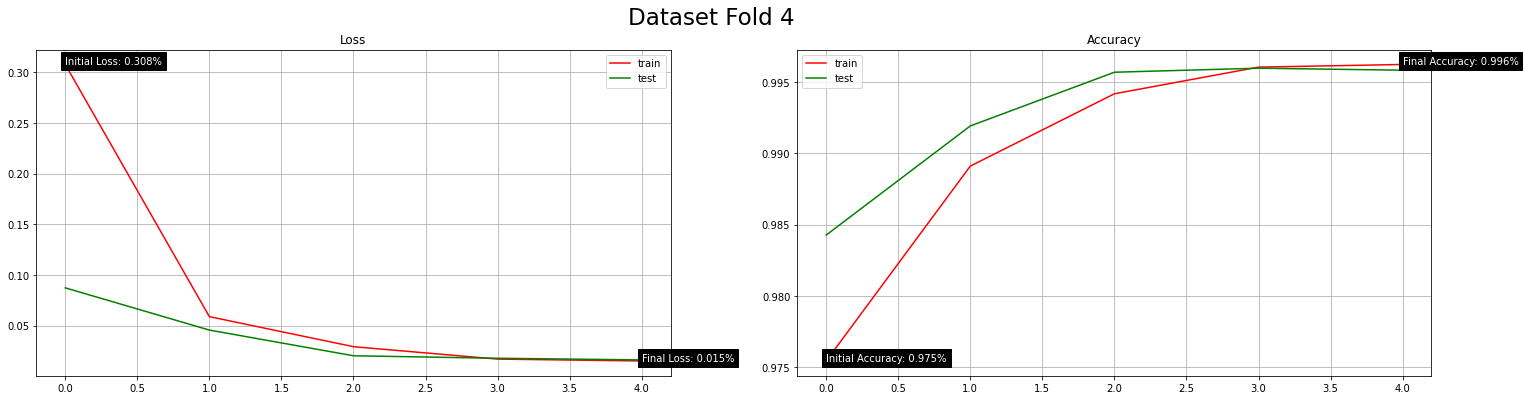 Dataset Fold 4
Loss
Initial Loss: 0.308%
train
test
0.30
0.25
0.20
0.15
0.10
0.05
Final Loss: 0.015%
0.0 0.5 1.0 1.5 2.0 2.5 3.0 3.5 4.0
Accuracy
train
test
Final Accuracy: 0.996%
0.995
0.990
0.985
0.980
0.975
Initial Accuracy: 0.975%
0.0 0.5 1.0 1.5 2.0 2.5 3.0 3.5 4.0